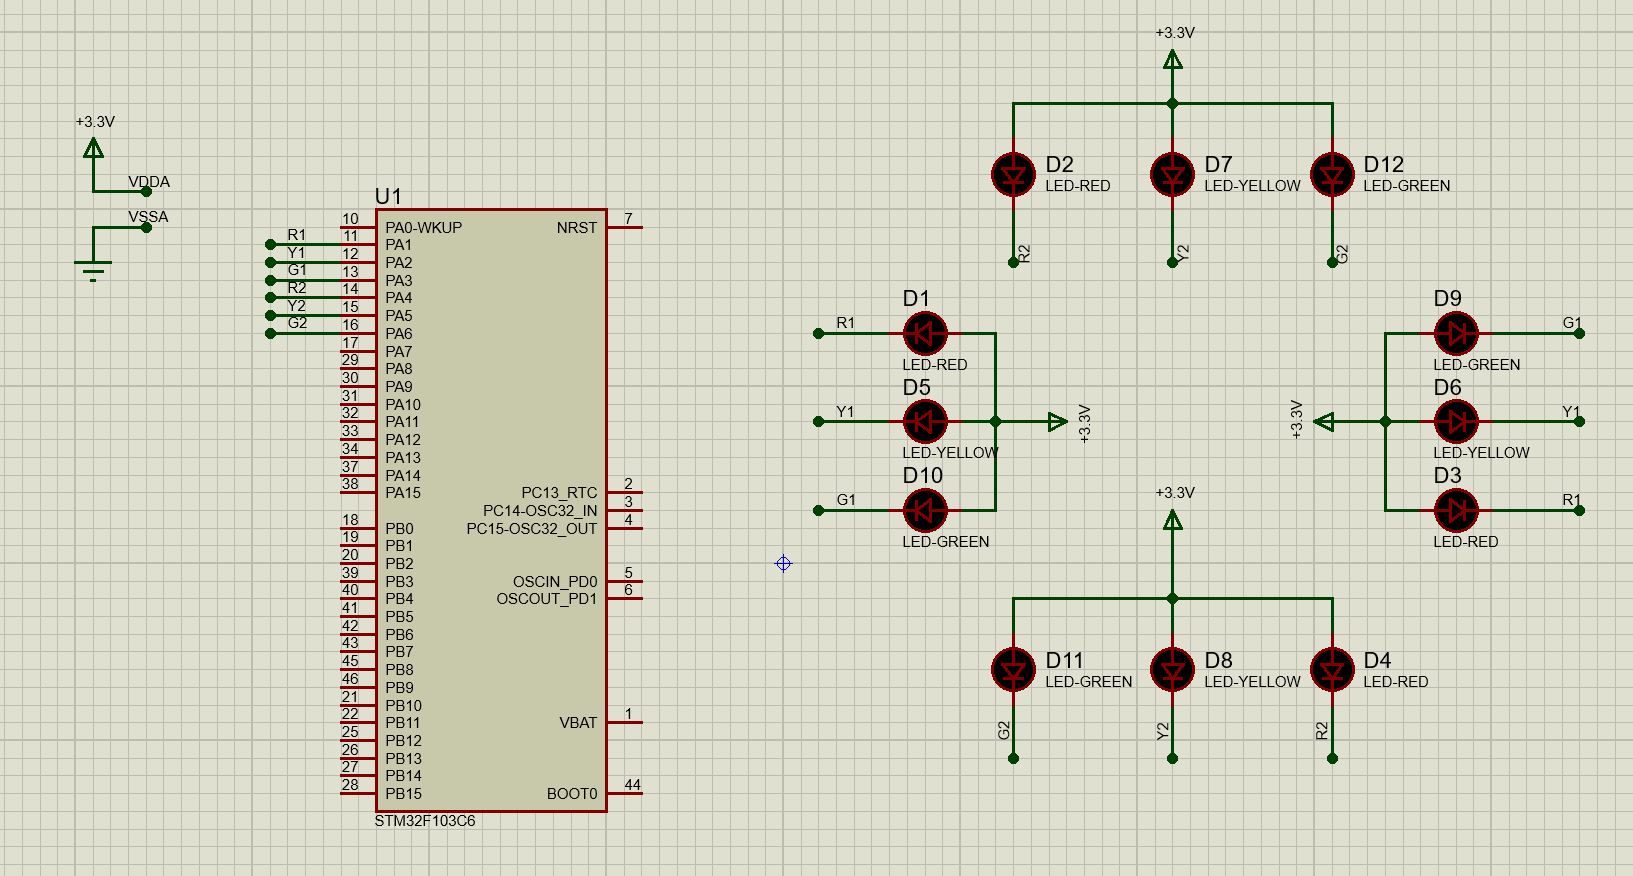 +3.3V
VDDA
VSSA
U1
10 PA0-WKUP
R1 11 PA1
Y1 12 PA2
G1 13 PA3
R2 14 PA4
Y2 15 PA5
G2 16 PA6
17 PA7
29 PA8
30 PA9
31 PA10
32 PA11
33 PA12
34 PA13
37 PA14
38 PA15
18 PB0
19 PB1
20 PB2
39 PB3
40 PB4
41 PB5
42 PB6
43 PB7
45 PB8
46 PB9
21 PB10
22 PB11
25 PB12
26 PB13
27 PB14
28 PB15
NRST 7
PC13_RTC 2
PC14-OSC32_IN 3
PC15-OSC32_OUT 4
OSCIN_PD0 5
OSCOUT_PD1 6
VBAT 1
BOOT0 44
STM32F103C6
+3.3V
D2
LED-RED
R2
D7
LED-YELLOW
Y2
D12
LED-GREEN
G2
D1
R1
LED-RED
D5
Y1
LED-YELLOW
D10
G1
LED-GREEN
+3.3V
+3.3V
D9
G1
LED-GREEN
D6
Y1
LED-YELLOW
D3
R1
LED-RED
+3.3V
D11
LED-GREEN
G2
D8
LED-YELLOW
Y2
D4
LED-RED
R2